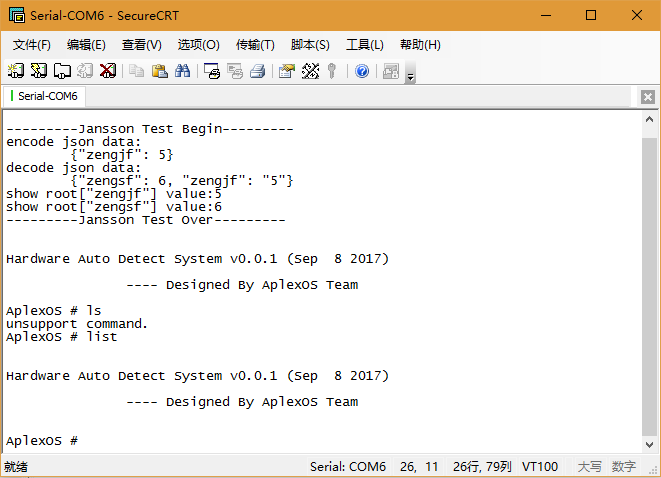 Serial-COM6 - SecureCRT
文件(F) 编辑(E) 查看(V) 选项(O) 传输(T) 脚本(S) 工具(L) 帮助(H)
Serial-COM6
---------Jansson Test Begin---------
encode json data:
        {"zengjf": 5}
decode json data:
        {"zengsf": 6, "zengjf": "5"}
show root["zengjf"] value:5
show root["zengsf"] value:6
---------Jansson Test Over---------
Hardware Auto Detect System v0.0.1 (Sep  8 2017)
               ---- Designed By AplexOS Team
AplexOS # ls
unsupport command.
AplexOS # list
Hardware Auto Detect System v0.0.1 (Sep  8 2017)
               ---- Designed By AplexOS Team
AplexOS #
就绪 Serial: COM6 26, 11 26行, 79列 VT100 大写 数字